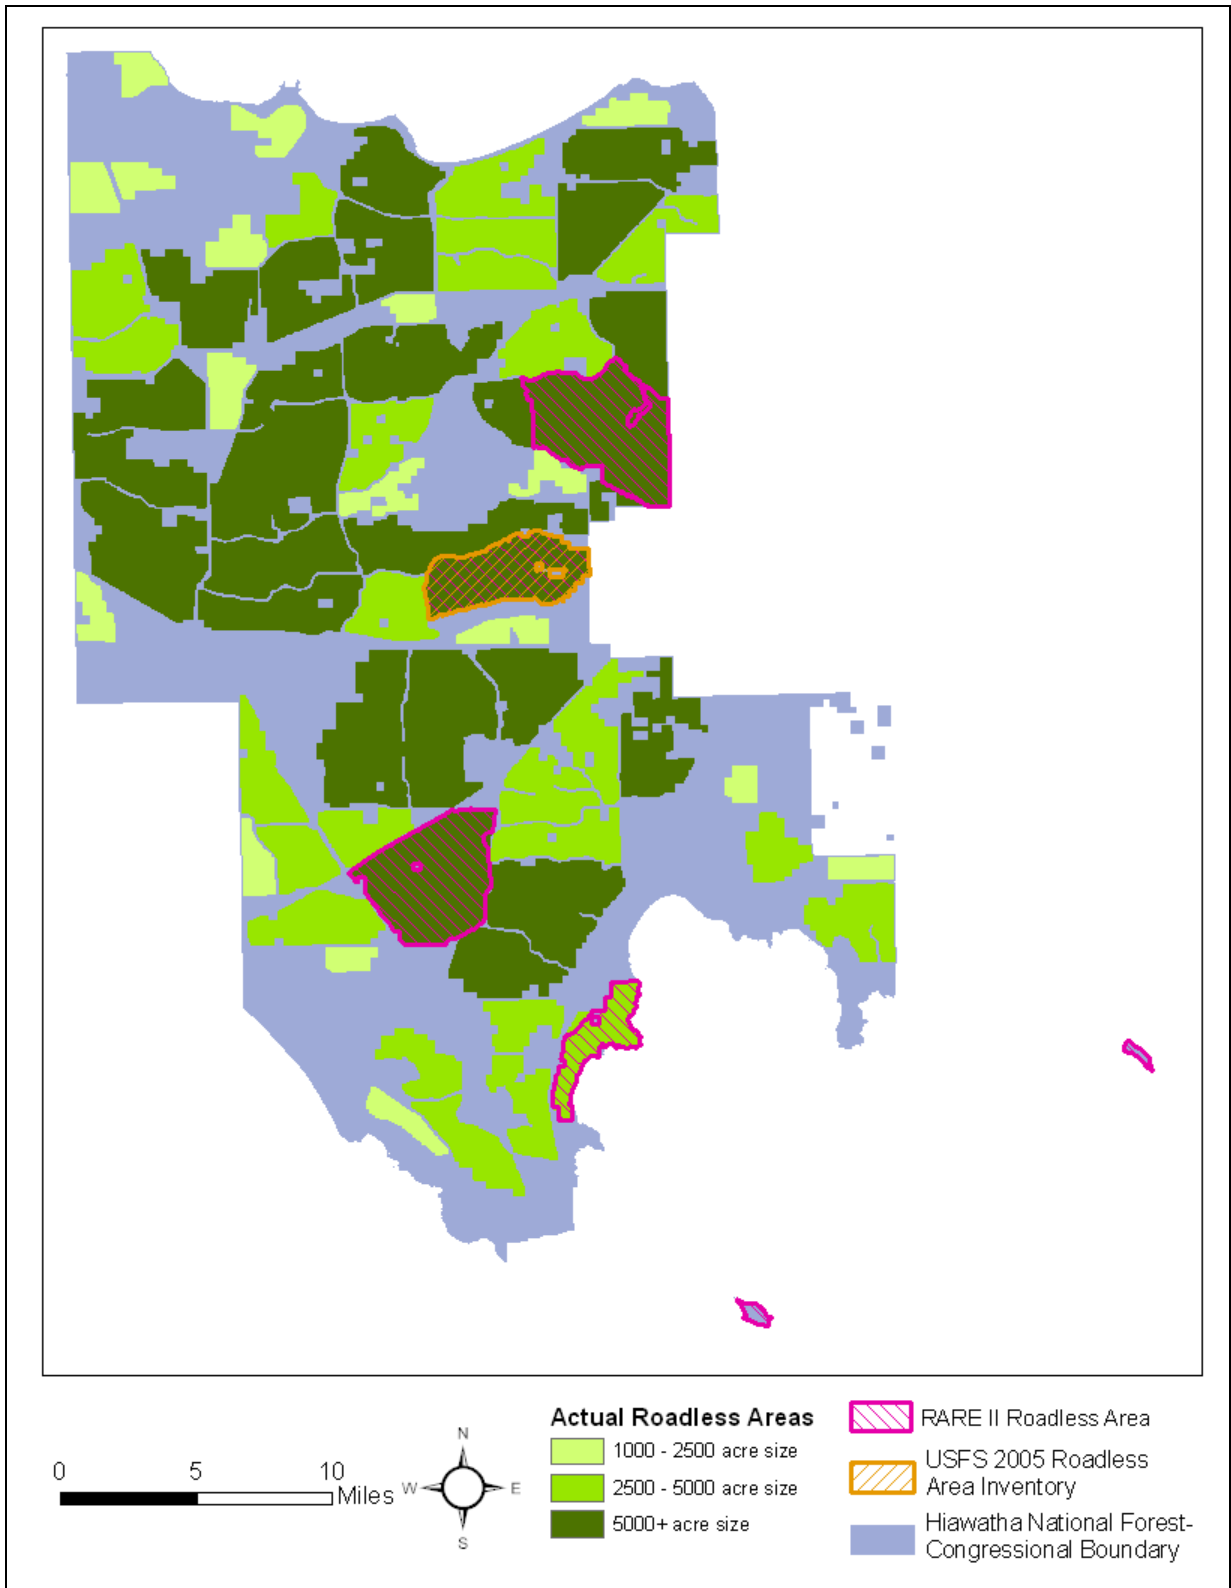 0 5 10
Miles
N
W E
S
Actual Roadless Areas
1000 - 2500 acre size
2500 - 5000 acre size
5000+ acre size
RARE II Roadless Area
USFS 2005 Roadless
Area Inventory
Hiawatha National Forest-
Congressional Boundary